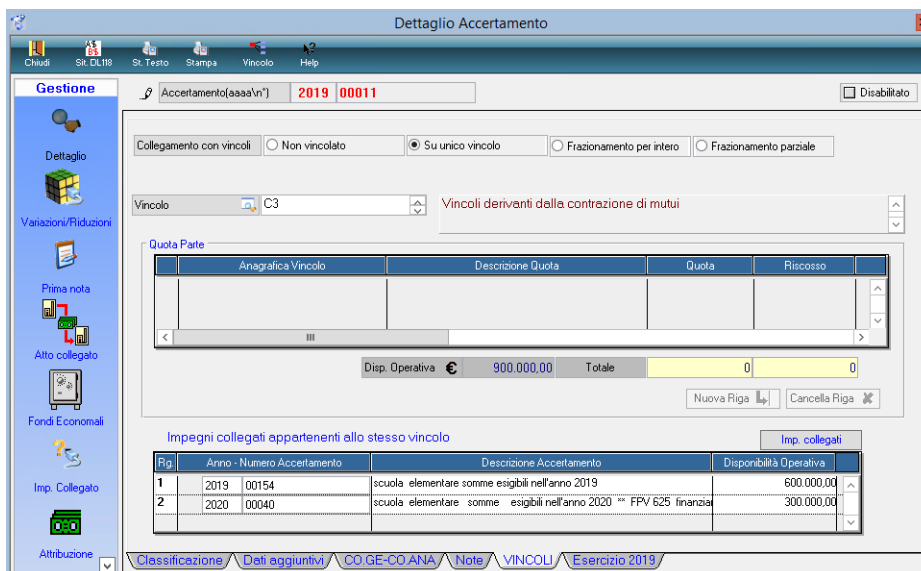 Dettaglio Accertamento
Chiudi Sit. DL118 St. Testo Stampa Vincolo Help
Gestione
Accertamento(aaaa\n°) 2019 00011 Disabilitato
Dettaglio
Collegamento con vincoli Non vincolato Su unico vincolo Frazionamento per intero Frazionamento parziale
Variazioni/Riduzioni
Vincolo C3 Vincoli derivanti dalla contrazione di mutui
Quota Parte
Anagrafica Vincolo Descrizione Quota Quota Riscosso
Prima nota
Atto collegato
Disp. Operativa € 900.000,00 Totale 0 0
Nuova Riga Cancella Riga
Fondi Economali
Impegni collegati appartenenti allo stesso vincolo Imp. collegati
Rg. Anno - Numero Accertamento Descrizione Accertamento Disponibilità Operativa
1 2019 00154 scuola elementare somme esigibili nell'anno 2019 600.000,00
2 2020 00040 scuola elementare somme esigibili nell'anno 2020 ** FPV 625 finanzia 300.000,00
Imp. Collegato
Attribuzione
Classificazione Dati aggiuntivi CO.GE-CO.ANA Note VINCOLI Esercizio 2019